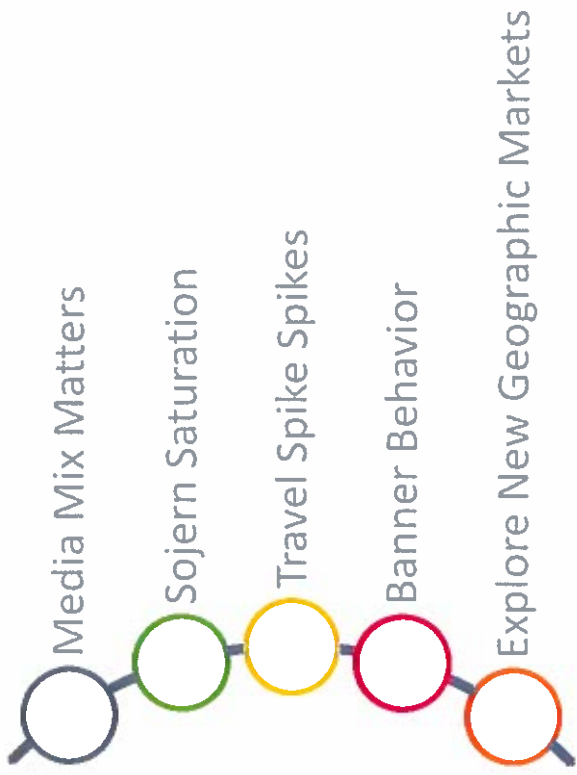 Media Mix Matters
Sojern Saturation
Travel Spike Spikes
Banner Behavior
Explore New Geographic Markets